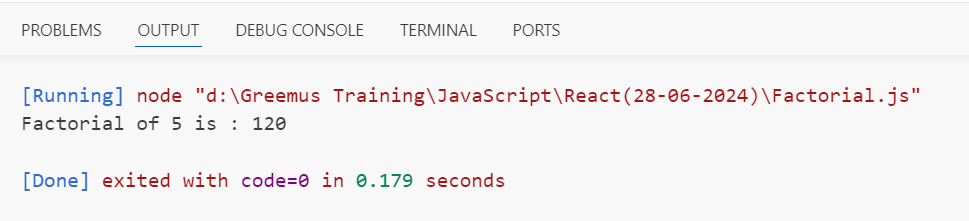 PROBLEMS OUTPUT DEBUG CONSOLE TERMINAL PORTS
[Running] node "d:\Greemus Training\JavaScript\React(28-06-2024)\Factorial.js"
Factorial of 5 is : 120
[Done] exited with code=0 in 0.179 seconds